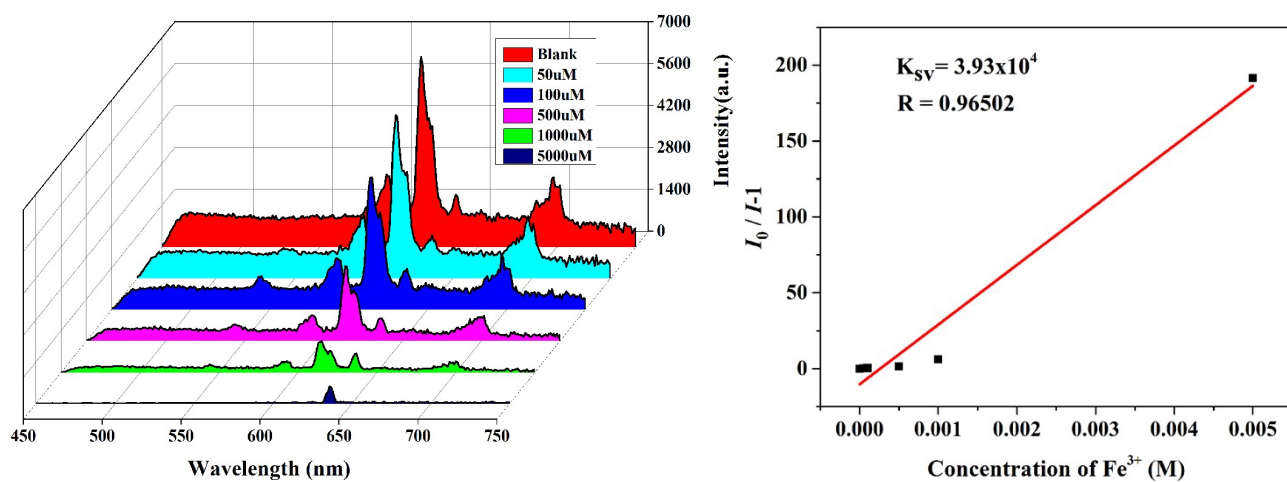 7000
5600
4200
2800
1400
0
Intensity(a.u.)
Blank
50uM
100uM
500uM
1000uM
5000uM
450 500 550 600 650 700 750
Wavelength (nm)
K_SV= 3.93x10⁴
R = 0.96502
200
150
100
50
0
I₀ / I-1
0.000 0.001 0.002 0.003 0.004 0.005
Concentration of Fe³⁺ (M)